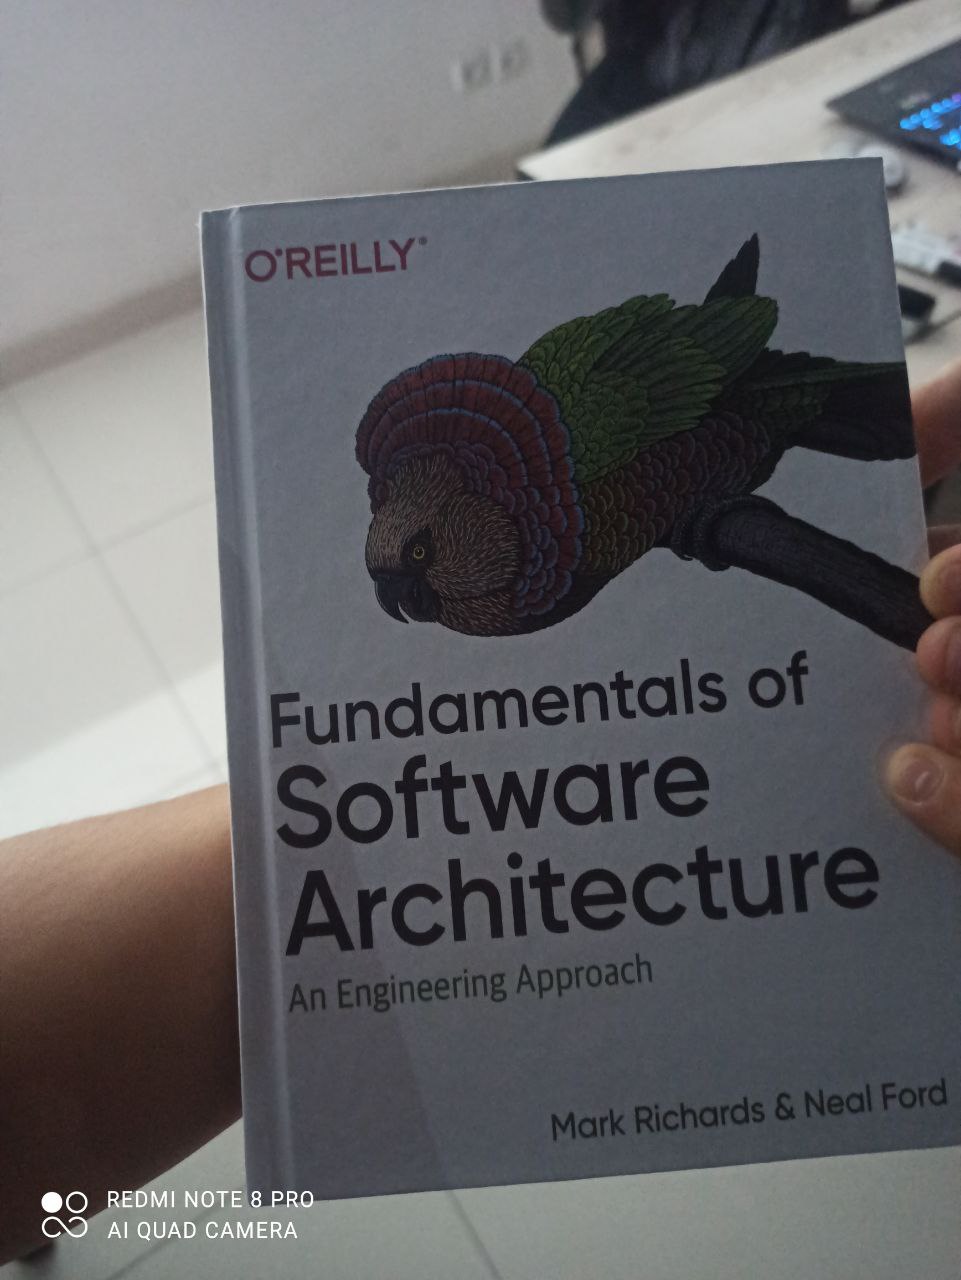 O'REILLY®
Fundamentals of
Software
Architecture
An Engineering Approach
Mark Richards & Neal Ford
REDMI NOTE 8 PRO
AI QUAD CAMERA